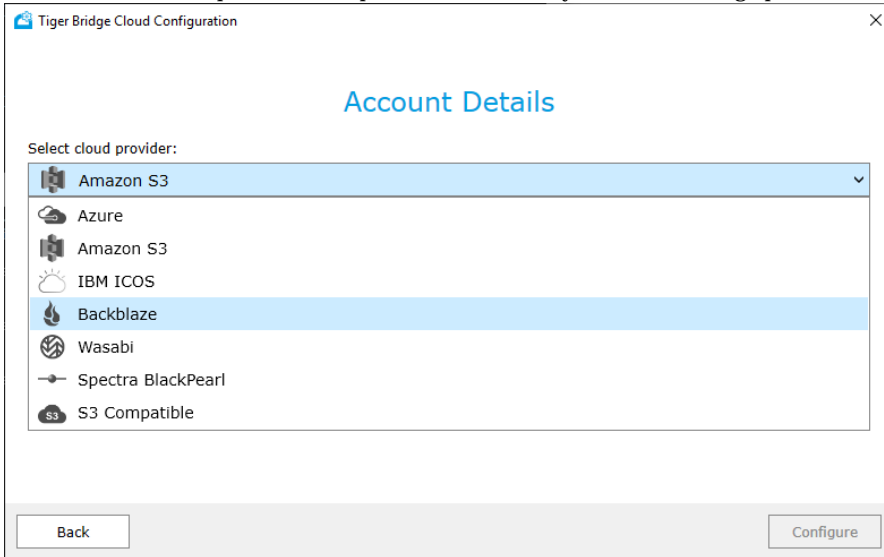 Tiger Bridge Cloud Configuration
Account Details
Select cloud provider:
Amazon S3
Azure
Amazon S3
IBM ICOS
Backblaze
Wasabi
Spectra BlackPearl
S3 S3 Compatible
Back
Configure